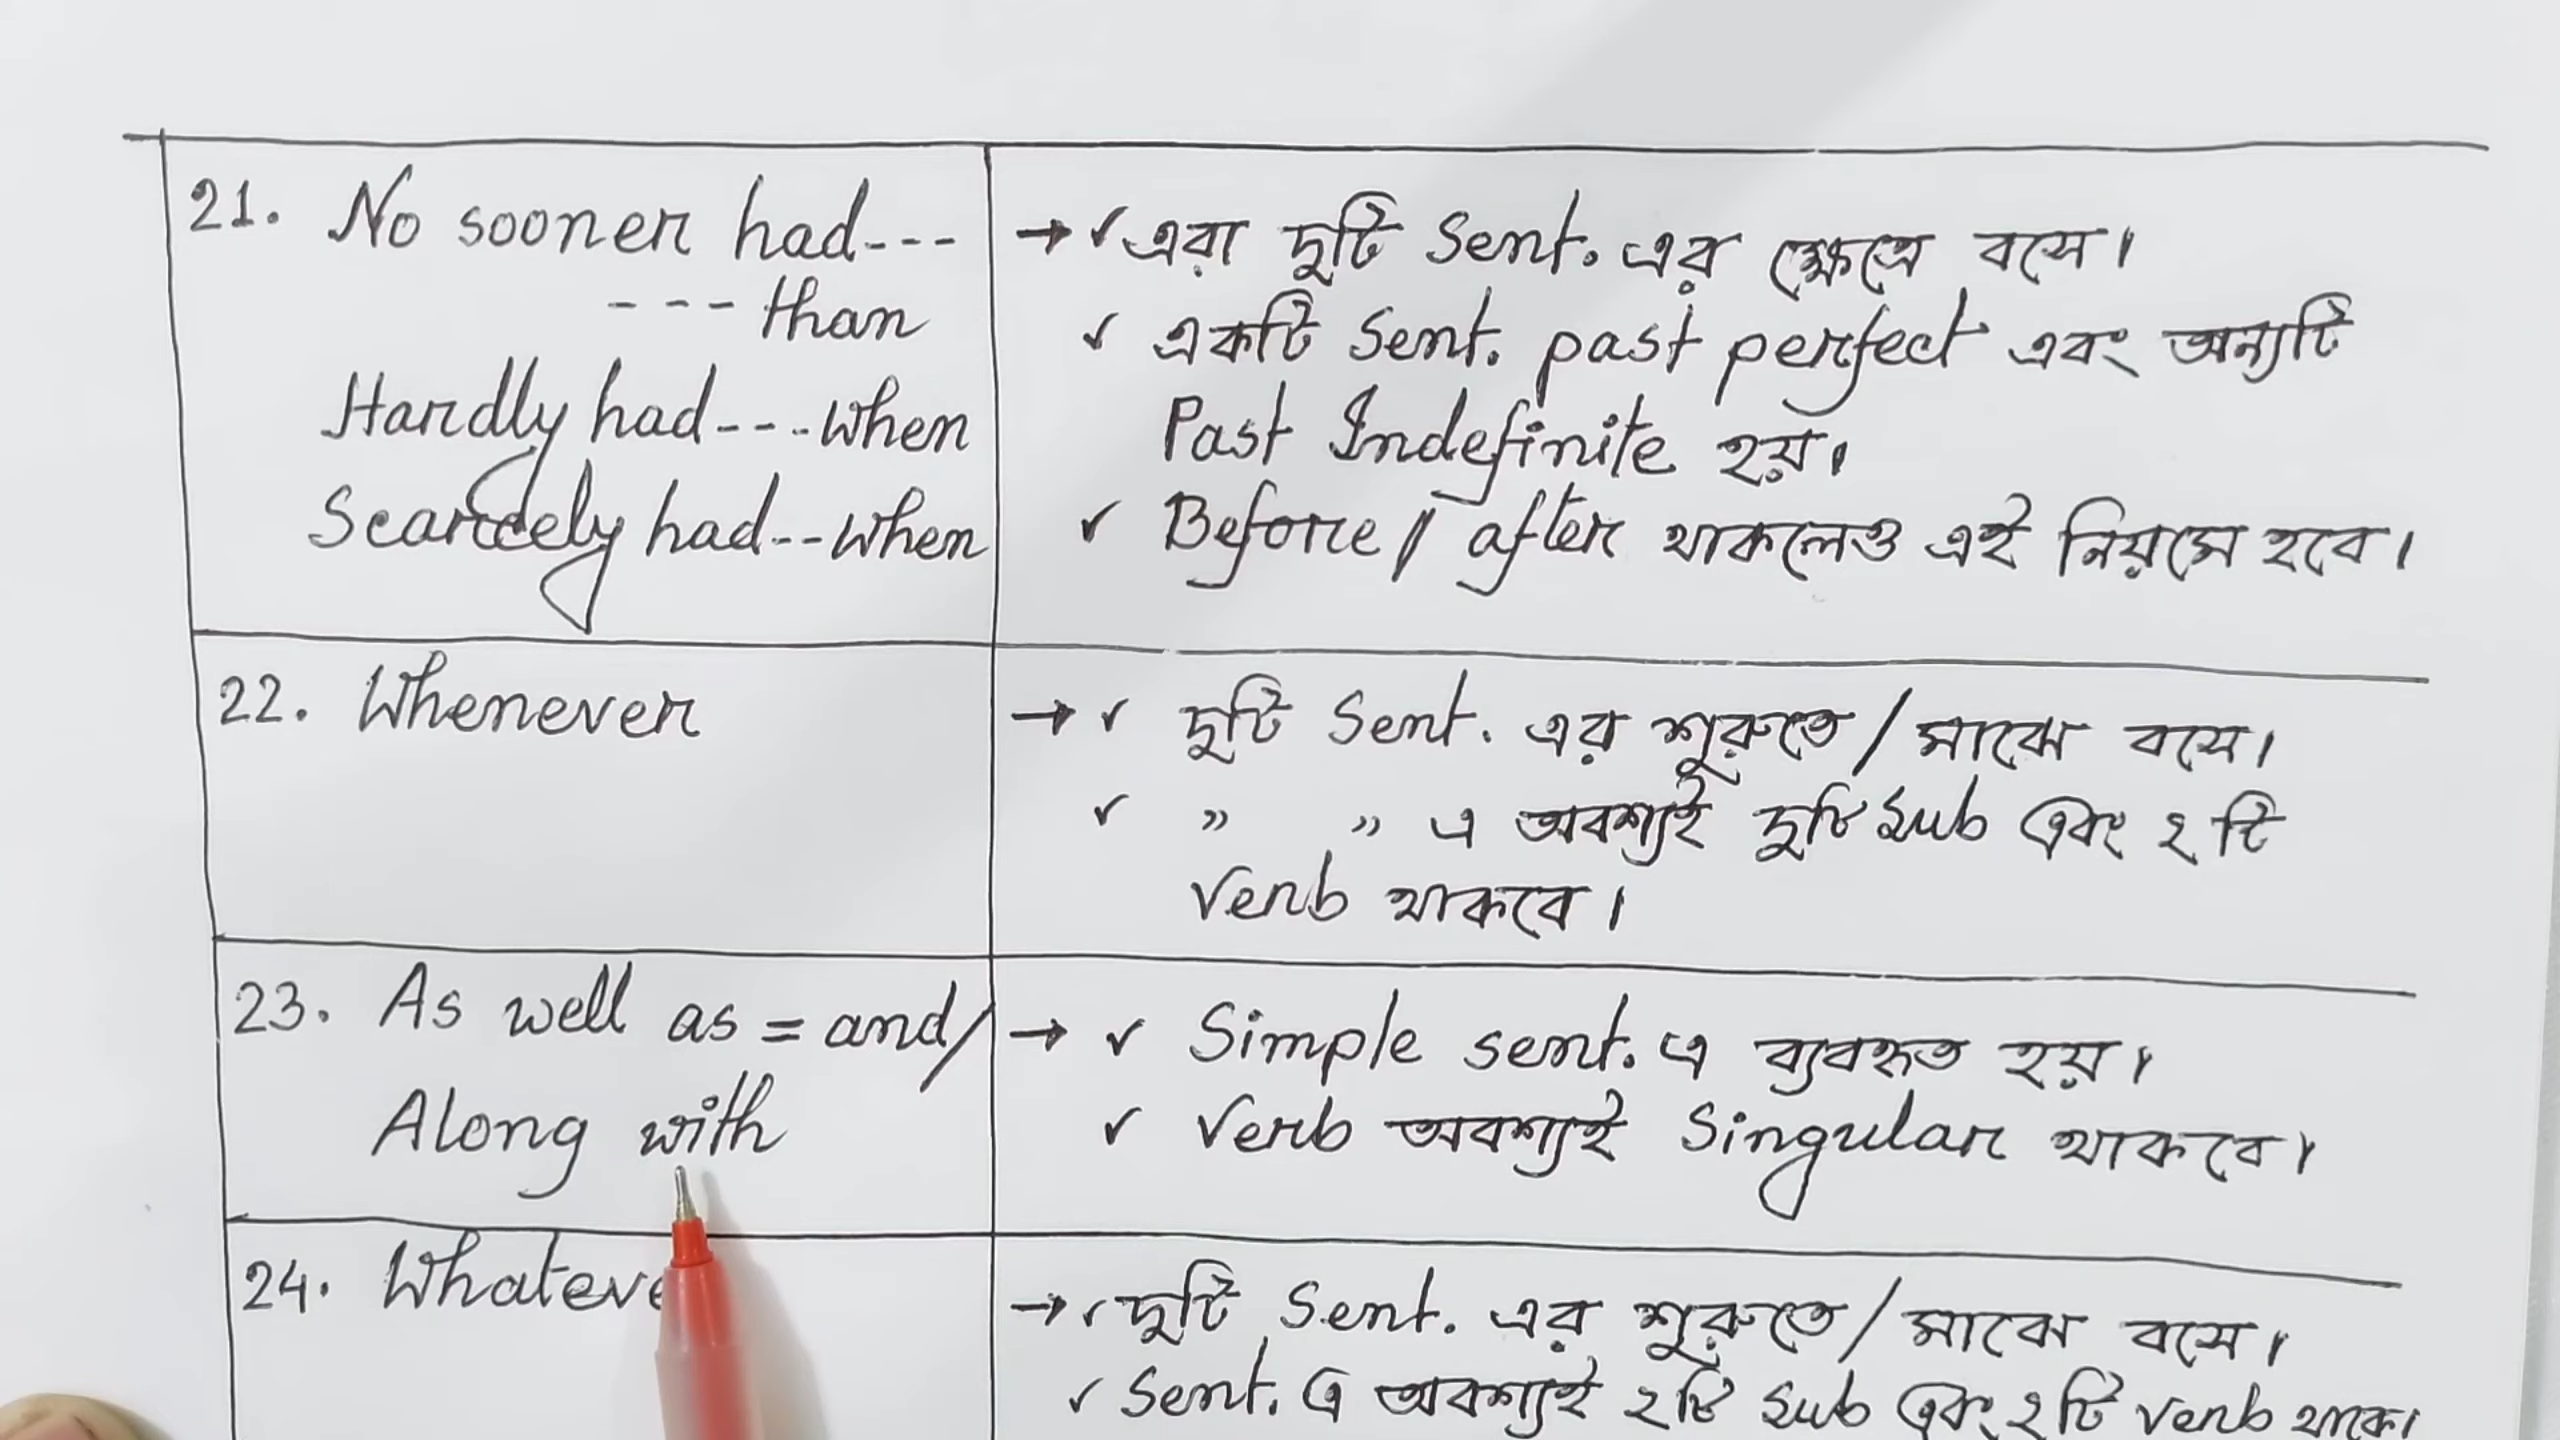 21. No sooner had---
--- than
Hardly had---- when
Scarcely had--when
→ ✓ এরা দুটি Sent. এর ক্ষেত্রে বসে।
✓ একটি Sent. past perfect এবং অন্যটি
Past Indefinite হয়।
✓ Before/ after থাকলেও এই নিয়মে হবে।
22. Whenever
→ ✓ দুটি Sent. এর শুরুতে / মাঝে বসে।
✓ " " এ অবশ্যই দুটি Sub এবং ২ টি
Verb থাকবে।
23. As well as = and/
Along with
→ ✓ Simple sent. এ ব্যবহৃত হয়।
✓ Verb অবশ্যই Singular থাকবে।
24.
→ ✓ দুটি Sent. এর শুরুতে / মাঝে বসে।
✓ Sent. এ অবশ্যই ২টি Sub এবং ২টি Verb থাকে।